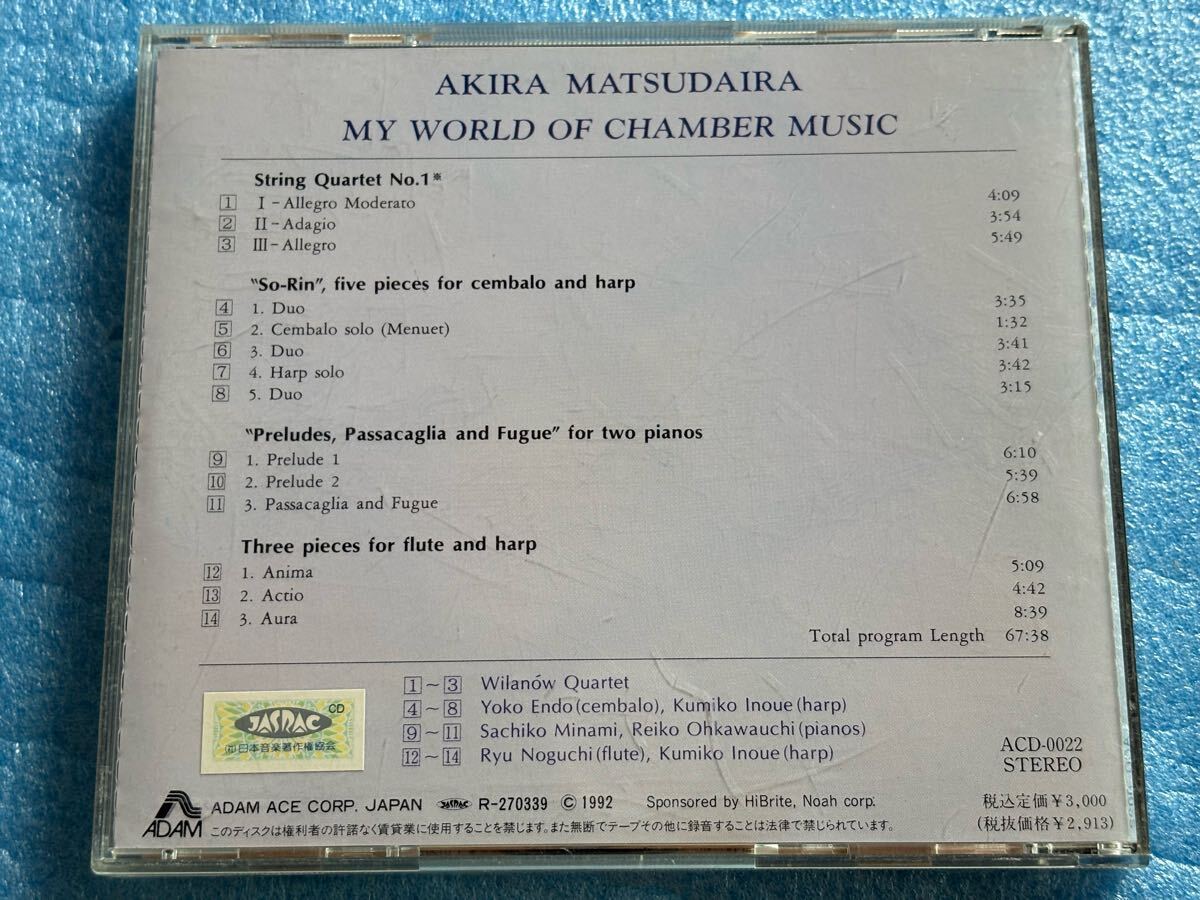 AKIRA MATSUDAIRA
MY WORLD OF CHAMBER MUSIC
String Quartet No.1※
1 I-Allegro Moderato 4:09
2 II-Adagio 3:54
3 III-Allegro 5:49
"So-Rin", five pieces for cembalo and harp
4 1. Duo 3:35
5 2. Cembalo solo (Menuet) 1:32
6 3. Duo 3:41
7 4. Harp solo 3:42
8 5. Duo 3:15
"Preludes, Passacaglia and Fugue" for two pianos
9 1. Prelude 1 6:10
10 2. Prelude 2 5:39
11 3. Passacaglia and Fugue 6:58
Three pieces for flute and harp
12 1. Anima 5:09
13 2. Actio 4:42
14 3. Aura 8:39
Total program Length 67:38
1~3 Wilanów Quartet
4~8 Yoko Endo(cembalo), Kumiko Inoue(harp)
9~11 Sachiko Minami, Reiko Ohkawauchi(pianos)
12~14 Ryu Noguchi(flute), Kumiko Inoue(harp)
CD
JASRAC
(社)日本音楽著作権協会
ACD-0022
STEREO
ADAM
ADAM ACE CORP. JAPAN JASRAC R-270339 © 1992 Sponsored by HiBrite, Noah corp.
このディスクは権利者の許諾なく賃貸業に使用することを禁じます。また無断でテープその他に録音することは法律で禁じられています。
税込定価¥3,000
(税抜価格¥2,913)